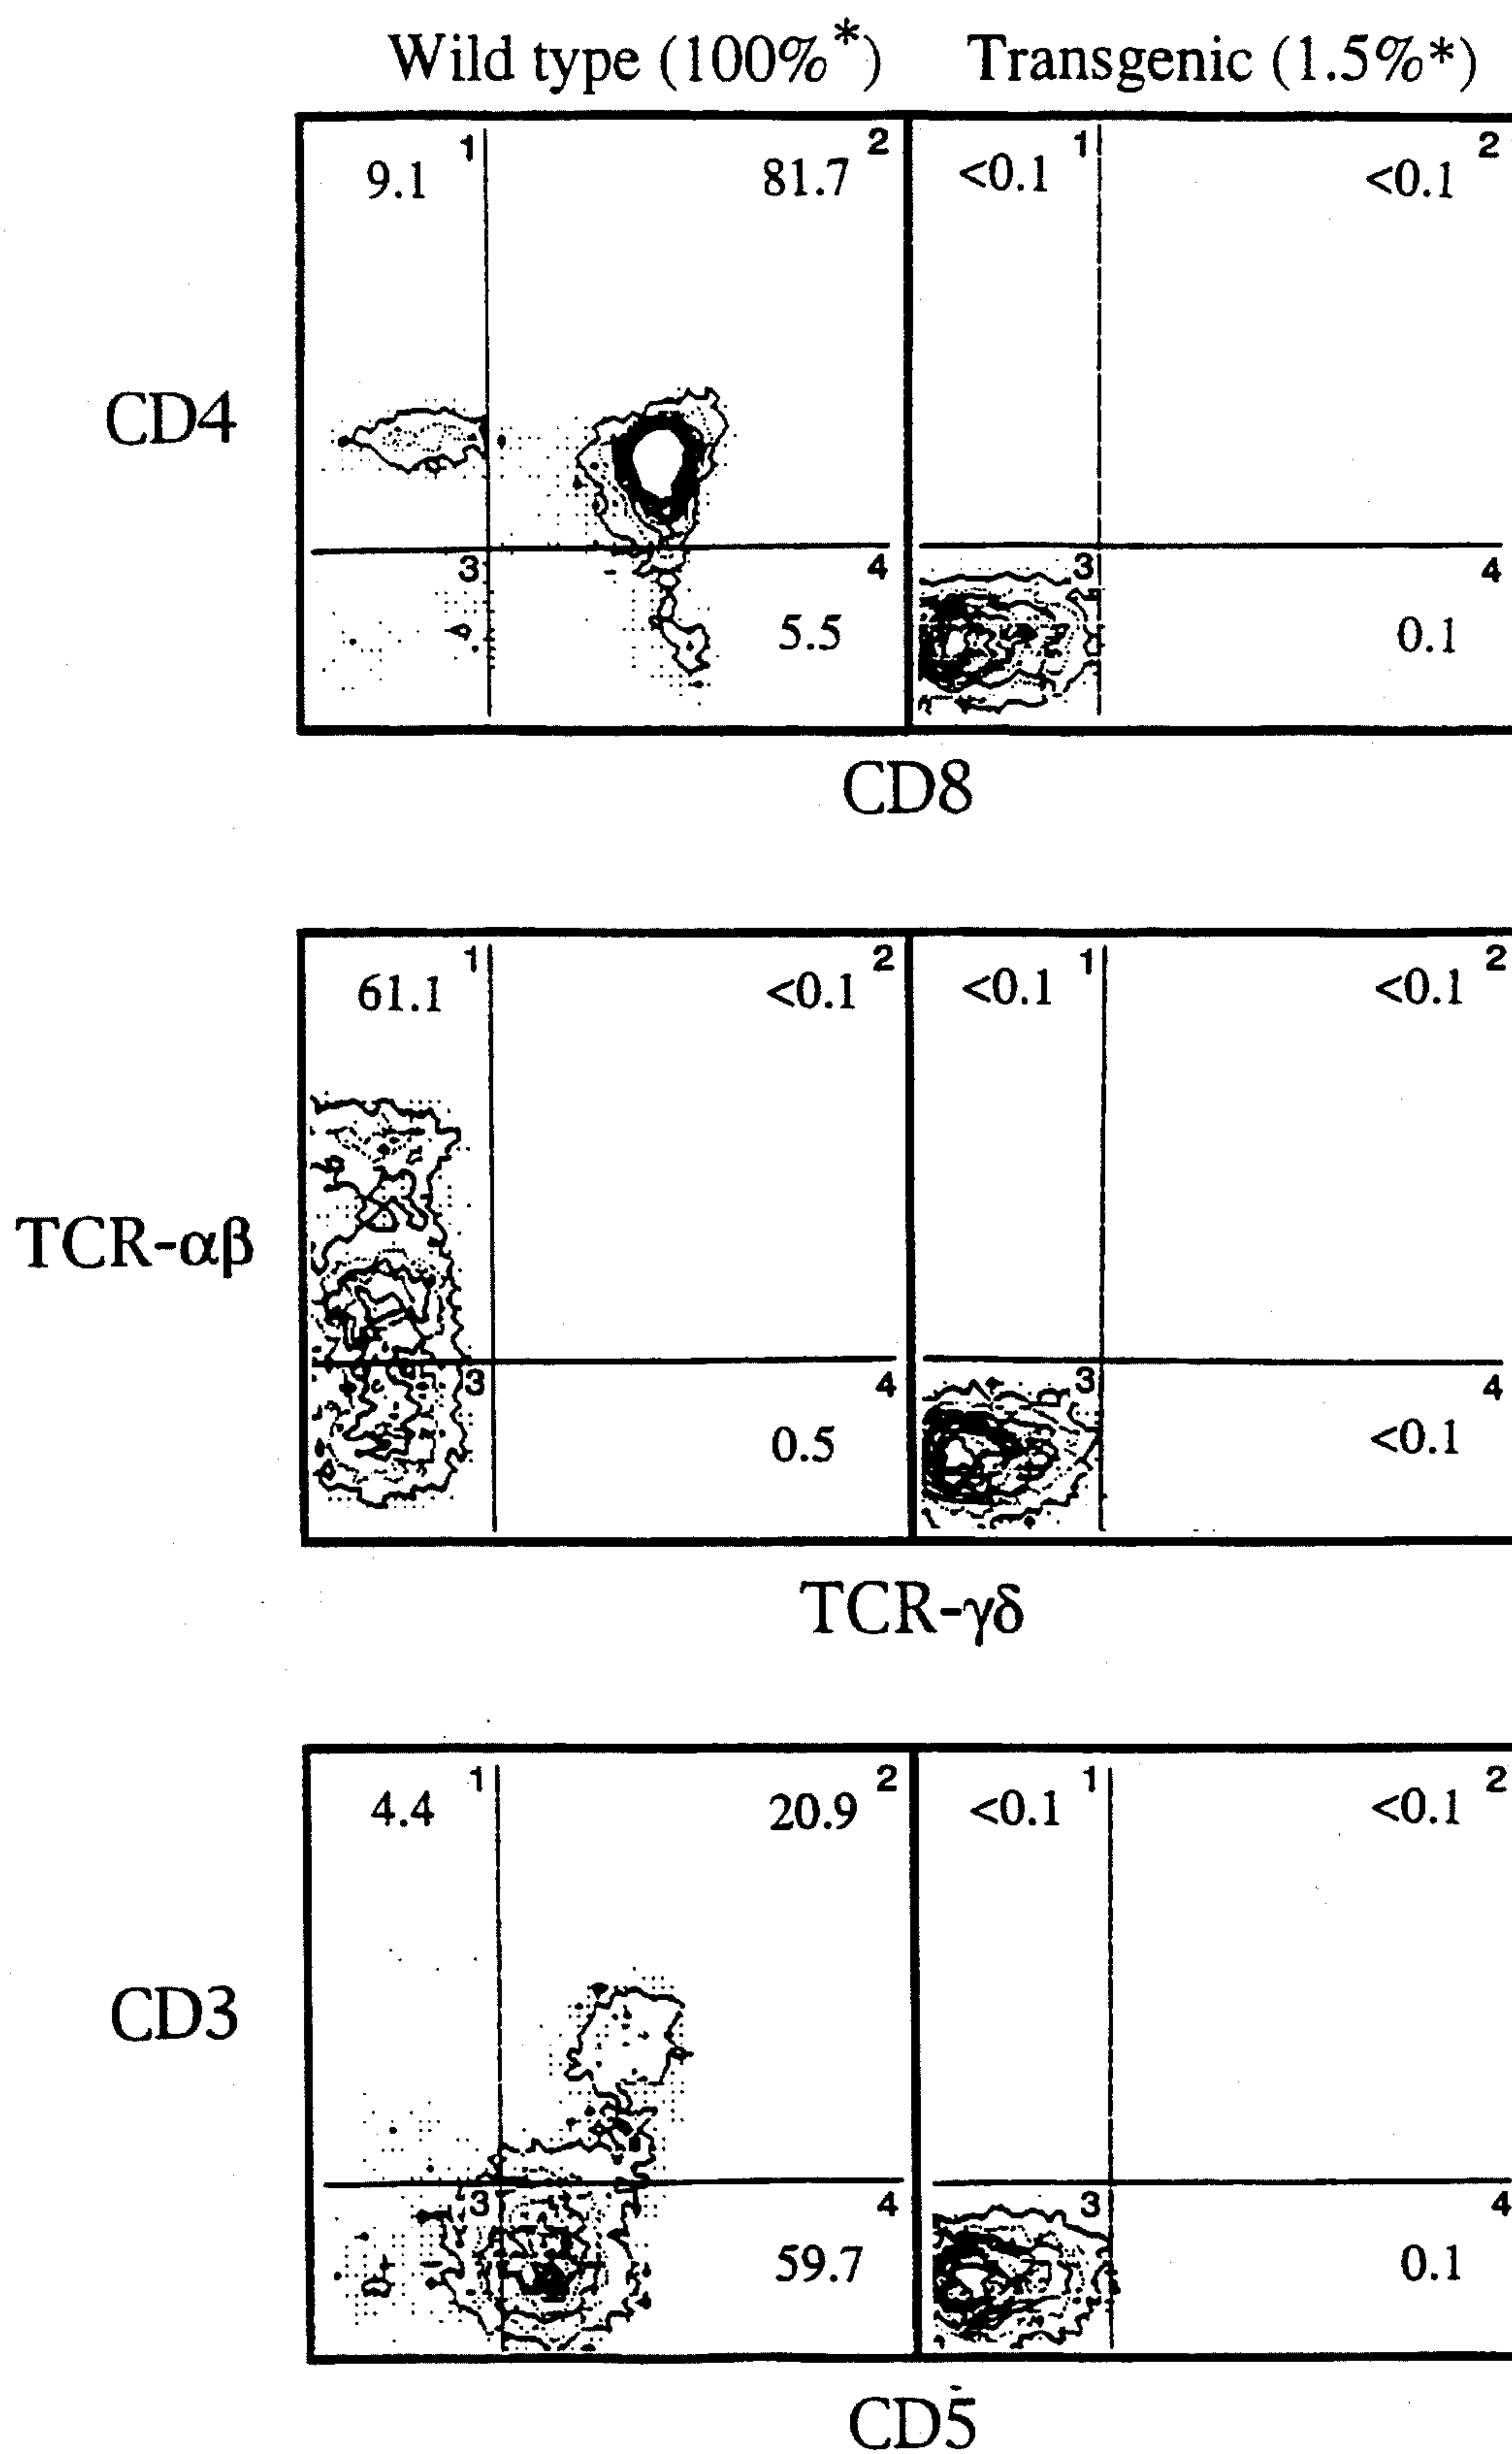 Wild type (100%*) Transgenic (1.5%*)
1 2 1 2
9.1 81.7 <0.1 <0.1
CD4
3 4 3 4
5.5 0.1
CD8
1 2 1 2
61.1 <0.1 <0.1 <0.1
TCR-αβ
3 4 3 4
0.5 <0.1
TCR-γδ
1 2 1 2
4.4 20.9 <0.1 <0.1
CD3
3 4 3 4
59.7 0.1
CD5